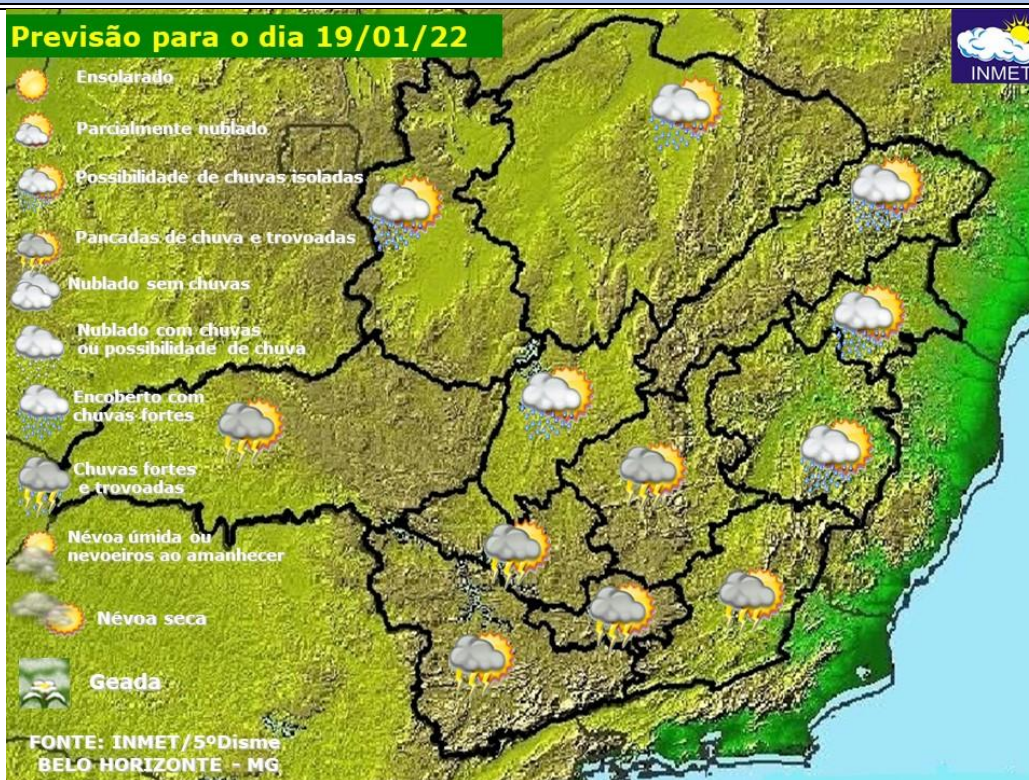 Previsão para o dia 19/01/22
INMET
Ensolarado
Parcialmente nublado
Possibilidade de chuvas isoladas
Pancadas de chuva e trovoadas
Nublado sem chuvas
Nublado com chuvas
ou possibilidade de chuva
Encoberto com
chuvas fortes
Chuvas fortes
e trovoadas
Névoa úmida ou
nevoeiros ao amanhecer
Névoa seca
Geada
FONTE: INMET/5ºDisme
BELO HORIZONTE - MG